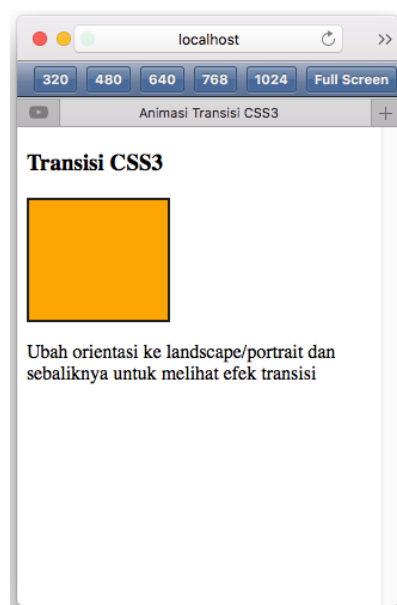 localhost
320 480 640 768 1024 Full Screen
Animasi Transisi CSS3
Transisi CSS3
Ubah orientasi ke landscape/portrait dan
sebaliknya untuk melihat efek transisi